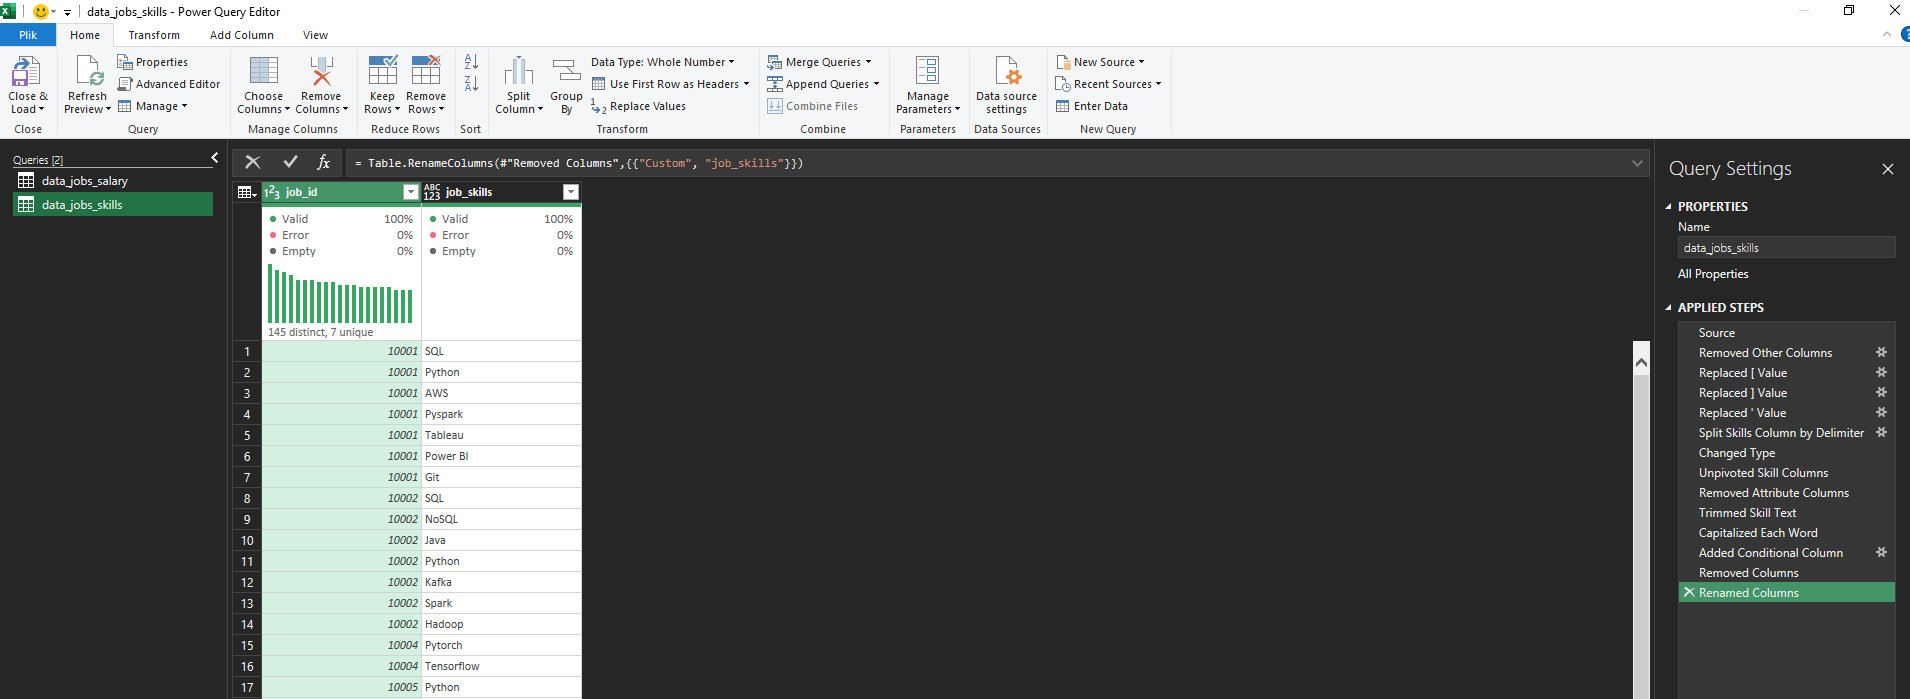 data_jobs_skills - Power Query Editor
Plik Home Transform Add Column View
Close & Load
Close
Refresh Preview
Properties
Advanced Editor
Manage
Query
Choose Columns
Remove Columns
Manage Columns
Keep Rows
Remove Rows
Reduce Rows
Sort
Split Column
Group By
Data Type: Whole Number
Use First Row as Headers
Replace Values
Transform
Merge Queries
Append Queries
Combine Files
Combine
Manage Parameters
Parameters
Data source settings
Data Sources
New Source
Recent Sources
Enter Data
New Query
Queries [2]
data_jobs_salary
data_jobs_skills
fx = Table.RenameColumns(#"Removed Columns",{{"Custom", "job_skills"}})
123 job_id ABC 123 job_skills
Valid 100% Valid 100%
Error 0% Error 0%
Empty 0% Empty 0%
145 distinct, 7 unique
1 10001 SQL
2 10001 Python
3 10001 AWS
4 10001 Pyspark
5 10001 Tableau
6 10001 Power BI
7 10001 Git
8 10002 SQL
9 10002 NoSQL
10 10002 Java
11 10002 Python
12 10002 Kafka
13 10002 Spark
14 10002 Hadoop
15 10004 Pytorch
16 10004 Tensorflow
17 10005 Python
Query Settings
PROPERTIES
Name
data_jobs_skills
All Properties
APPLIED STEPS
Source
Removed Other Columns
Replaced [ Value
Replaced ] Value
Replaced ' Value
Split Skills Column by Delimiter
Changed Type
Unpivoted Skill Columns
Removed Attribute Columns
Trimmed Skill Text
Capitalized Each Word
Added Conditional Column
Removed Columns
Renamed Columns